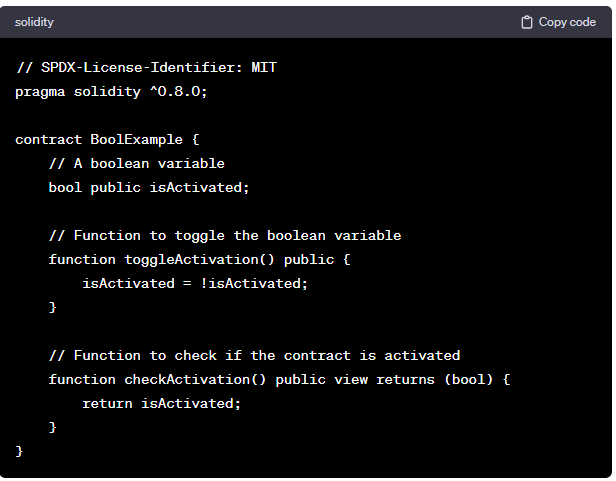 solidity
Copy code
// SPDX-License-Identifier: MIT
pragma solidity ^0.8.0;
contract BoolExample {
    // A boolean variable
    bool public isActivated;
    // Function to toggle the boolean variable
    function toggleActivation() public {
        isActivated = !isActivated;
    }
    // Function to check if the contract is activated
    function checkActivation() public view returns (bool) {
        return isActivated;
    }
}